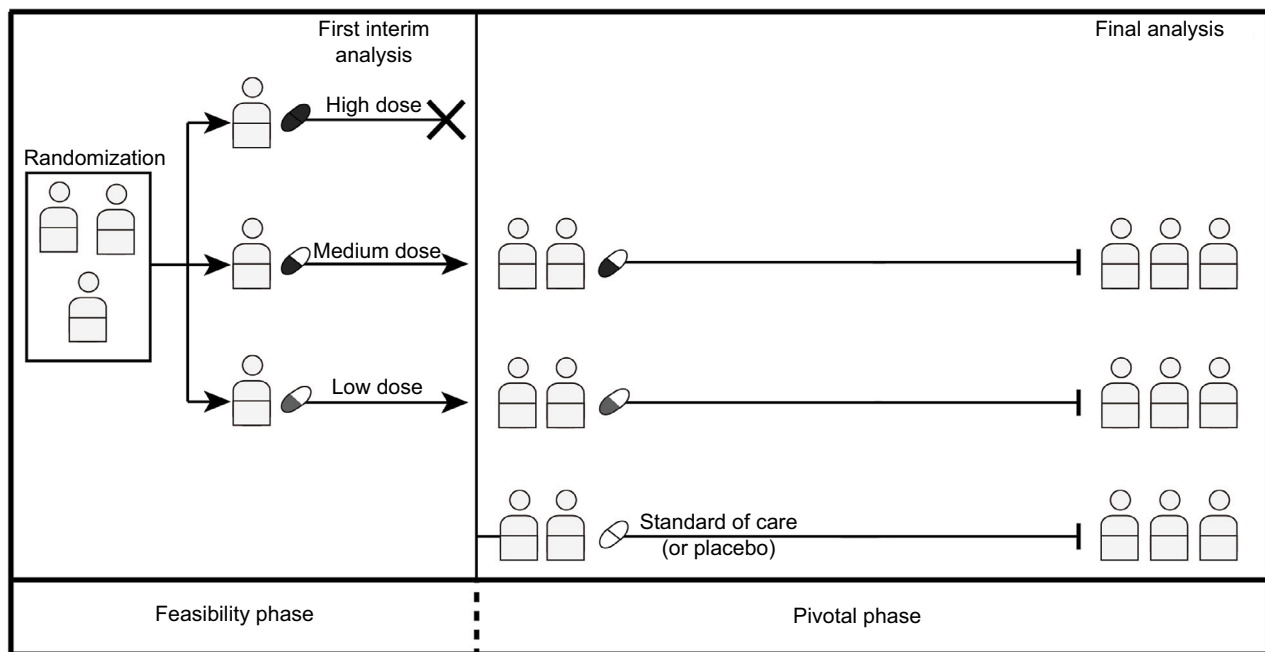 First interim
analysis
Final analysis
High dose
Randomization
Medium dose
Low dose
Standard of care
(or placebo)
Feasibility phase
Pivotal phase